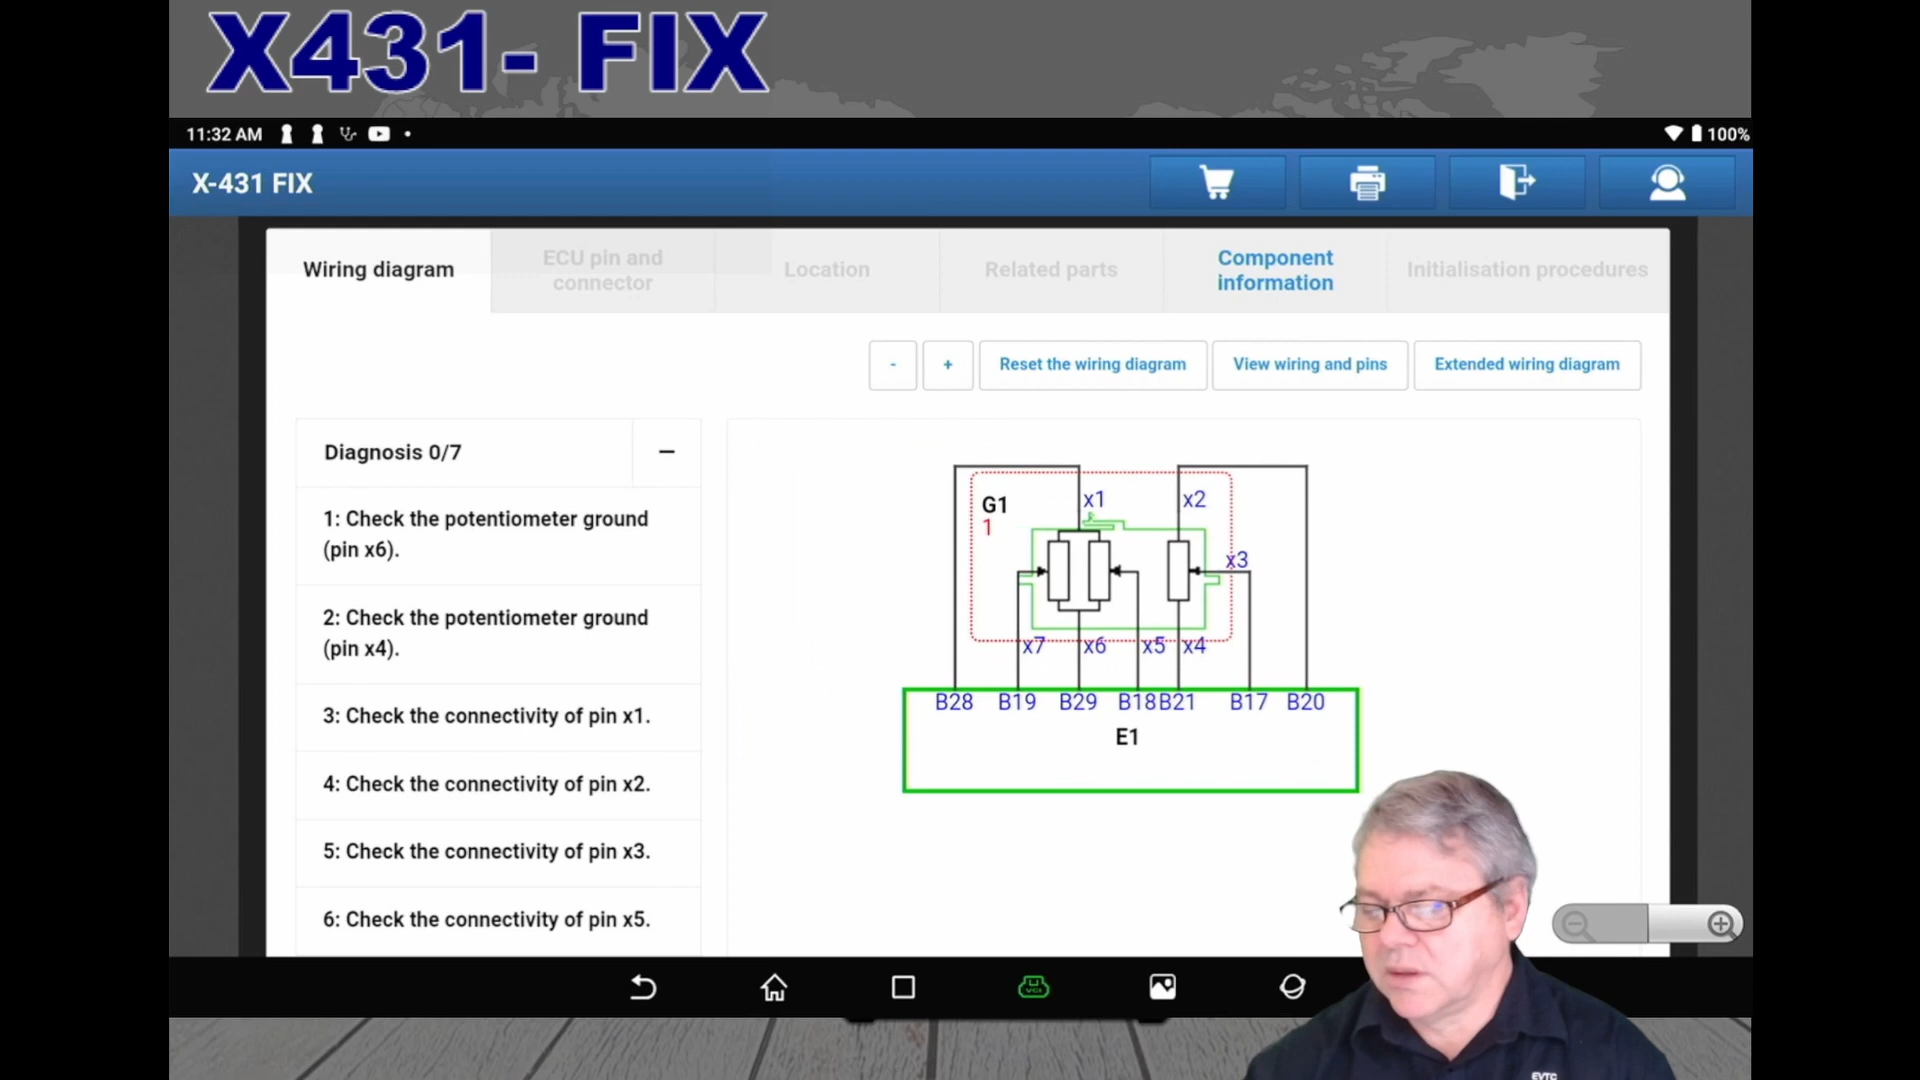 X431- FIX
11:32 AM
100%
X-431 FIX
Wiring diagram
ECU pin and
connector
Location
Related parts
Component
information
Initialisation procedures
-
+
Reset the wiring diagram
View wiring and pins
Extended wiring diagram
Diagnosis 0/7
1: Check the potentiometer ground
(pin x6).
2: Check the potentiometer ground
(pin x4).
3: Check the connectivity of pin x1.
4: Check the connectivity of pin x2.
5: Check the connectivity of pin x3.
6: Check the connectivity of pin x5.
G1
1
x1
x2
x3
x7
x6
x5
x4
B28
B19
B29
B18
B21
B17
B20
E1
VCI
EVTC